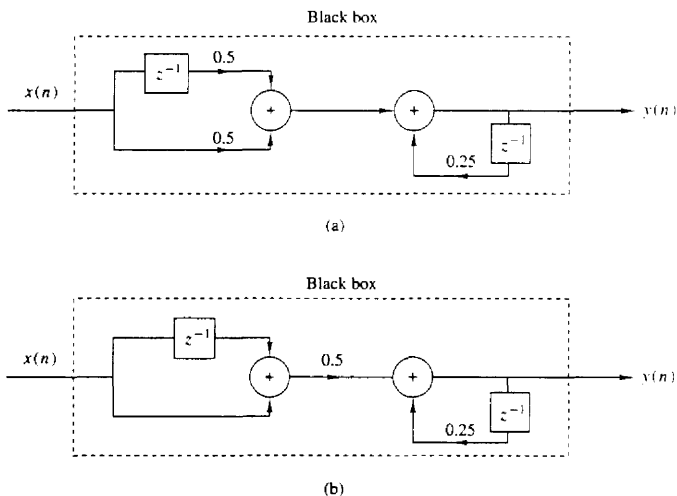 Black box
0.5
z⁻¹
x(n)
+
+
y(n)
0.5
0.25
z⁻¹
(a)
Black box
z⁻¹
x(n)
0.5
+
+
y(n)
0.25
z⁻¹
(b)